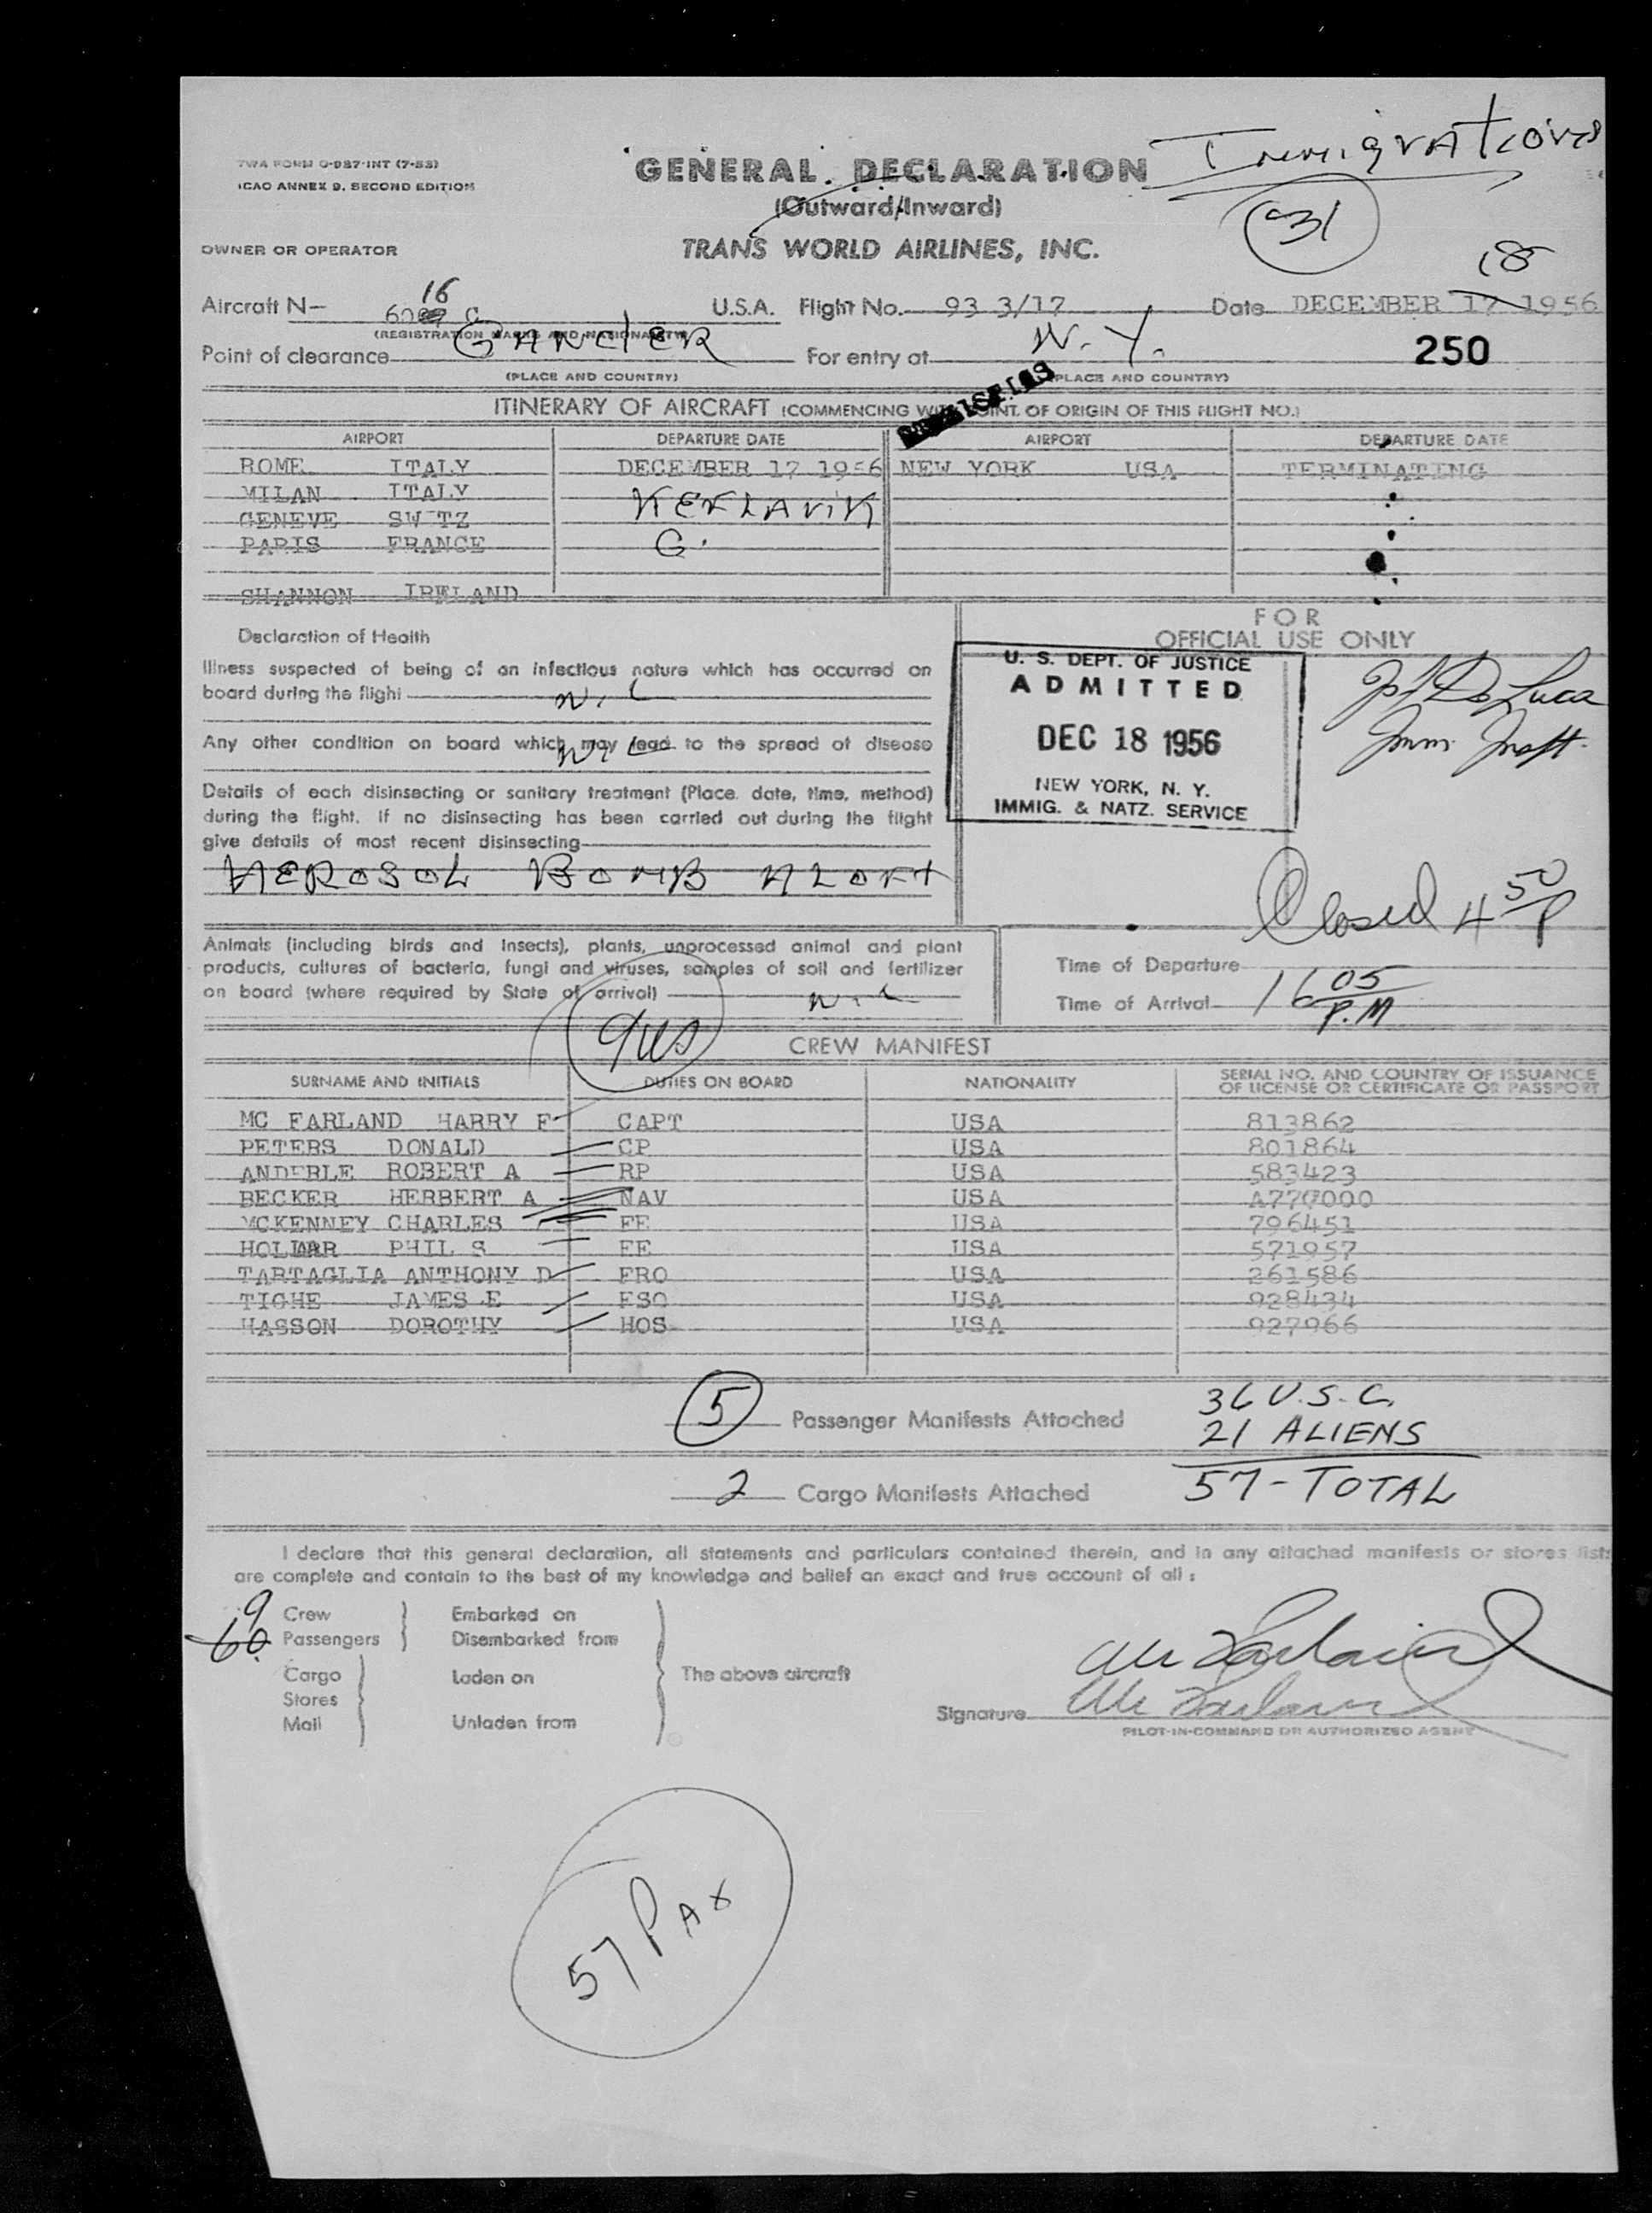 TWA FORM O-987-INT (7-53)
ICAO ANNEX 9, SECOND EDITION
GENERAL DECLARATION
(Outward/Inward)
Immigration
31
OWNER OR OPERATOR
TRANS WORLD AIRLINES, INC.
18
16
Aircraft N— C U.S.A. Flight No. 93 3/17 Date DECEMBER 17 1956
(REGISTRATION MARKS AND NATIONALITY)
Point of clearance GANdER For entry at N.Y. 250
(PLACE AND COUNTRY) (PLACE AND COUNTRY)
ITINERARY OF AIRCRAFT (COMMENCING WITH POINT OF ORIGIN OF THIS FLIGHT NO.)
AIRPORT DEPARTURE DATE AIRPORT DEPARTURE DATE
ROME ITALY DECEMBER 17 1956 NEW YORK USA TERMINATING
MILAN ITALY KEFLAVIK
GENEVE SWTZ
PARIS FRANCE G.
SHANNON IRELAND
FOR
OFFICIAL USE ONLY
Declaration of Health
Illness suspected of being of an infectious nature which has occurred on
board during the flight NiL
Any other condition on board which may lead to the spread of disease
NiL
Details of each disinsecting or sanitary treatment (Place, date, time, method)
during the flight. If no disinsecting has been carried out during the flight
give details of most recent disinsecting
AEROSOL BOMB ALOFT
U. S. DEPT. OF JUSTICE
ADMITTED
DEC 18 1956
NEW YORK, N. Y.
IMMIG. & NATZ. SERVICE
De Luca
Imm. Inspt.
Closed 4 50 P
Animals (including birds and insects), plants, unprocessed animal and plant
products, cultures of bacteria, fungi and viruses, samples of soil and fertilizer
on board (where required by State of arrival) NiL
Time of Departure
Time of Arrival 16 05
P.M
CREW MANIFEST
SURNAME AND INITIALS DUTIES ON BOARD NATIONALITY SERIAL NO. AND COUNTRY OF ISSUANCE
OF LICENSE OR CERTIFICATE OR PASSPORT
MC FARLAND HARRY F CAPT USA 813862
PETERS DONALD CP USA 801864
ANDERLE ROBERT A RP USA 583423
BECKER HERBERT A NAV USA A770000
MCKENNEY CHARLES FE USA 796451
PHIL S FE USA 571957
TARTAGLIA ANTHONY D FRO USA 261586
TIGHE JAMES E FSO USA 928434
HASSON DOROTHY HOS USA 927966
5 Passenger Manifests Attached
36 U.S.C.
21 ALIENS
2 Cargo Manifests Attached
57-TOTAL
I declare that this general declaration, all statements and particulars contained therein, and in any attached manifests or stores lists
are complete and contain to the best of my knowledge and belief an exact and true account of all :
9 Crew Embarked on
60 Passengers Disembarked from
Cargo Laden on The above aircraft
Stores
Mail Unladen from
Mc Farland
Signature Mc Farland
PILOT-IN-COMMAND OR AUTHORIZED AGENT
57 PAX